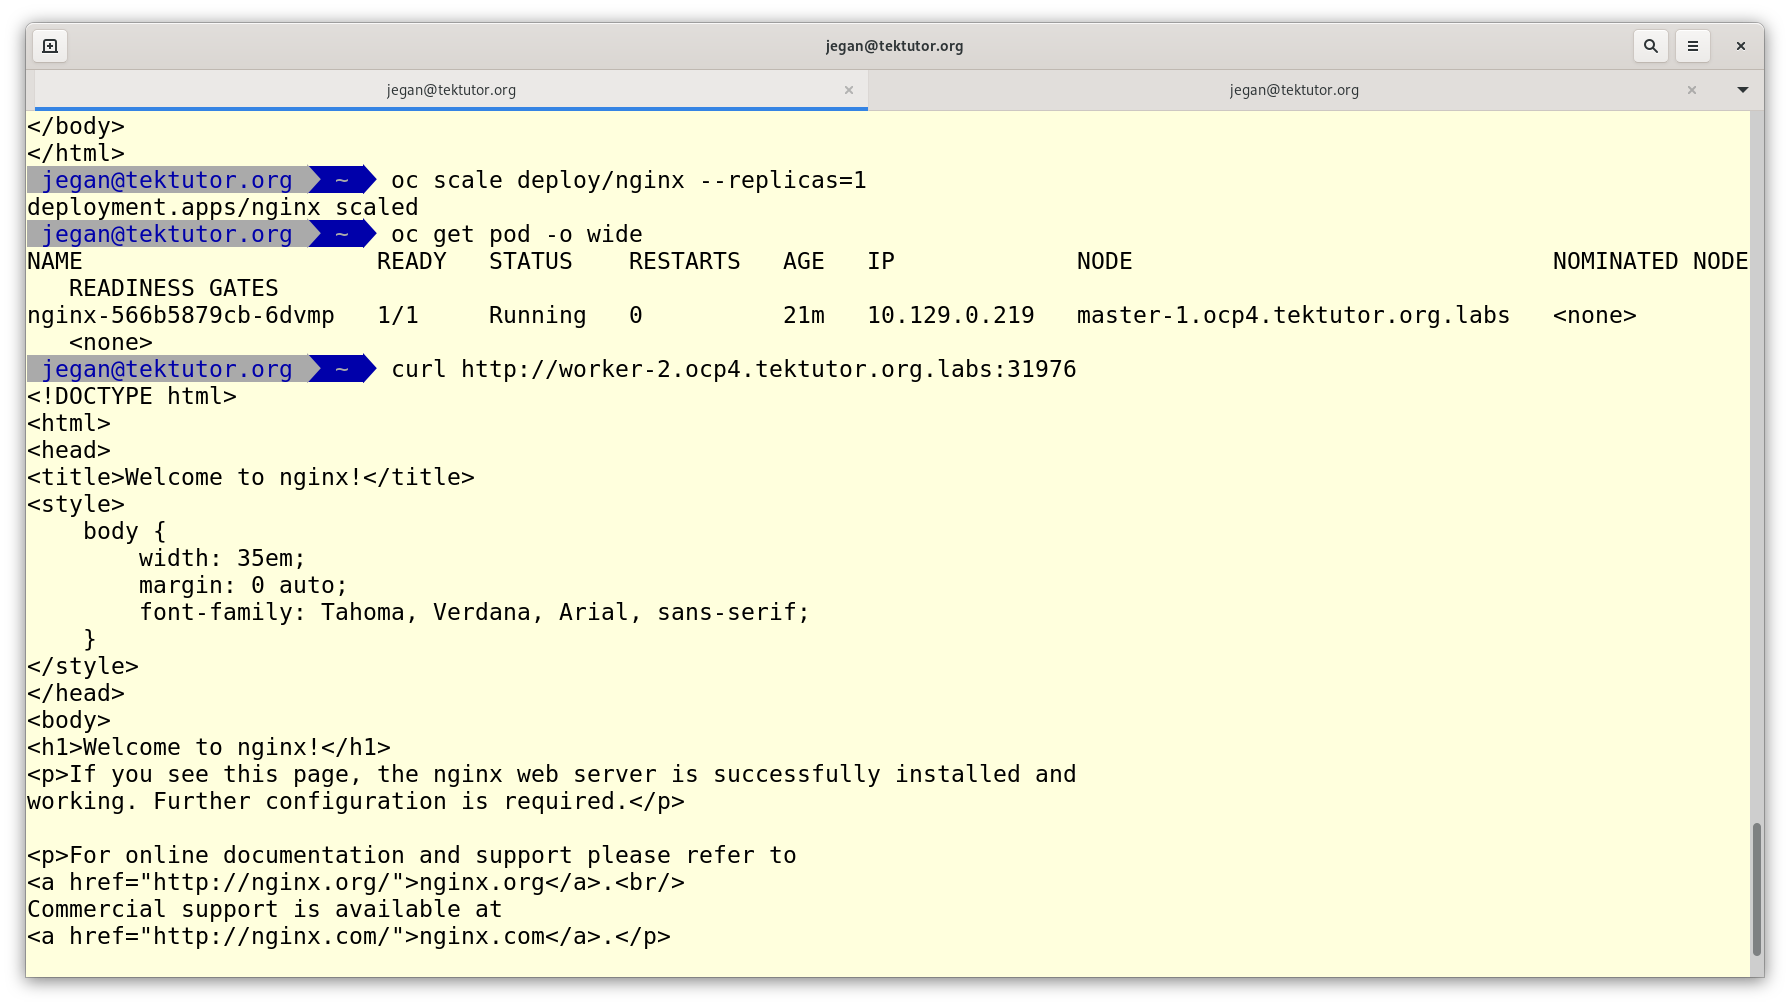 jegan@tektutor.org
jegan@tektutor.org
jegan@tektutor.org
</body>
</html>
jegan@tektutor.org ~ oc scale deploy/nginx --replicas=1
deployment.apps/nginx scaled
jegan@tektutor.org ~ oc get pod -o wide
NAME                     READY   STATUS    RESTARTS   AGE   IP             NODE                              NOMINATED NODE
   READINESS GATES
nginx-566b5879cb-6dvmp   1/1     Running   0          21m   10.129.0.219   master-1.ocp4.tektutor.org.labs   <none>
   <none>
jegan@tektutor.org ~ curl http://worker-2.ocp4.tektutor.org.labs:31976
<!DOCTYPE html>
<html>
<head>
<title>Welcome to nginx!</title>
<style>
    body {
        width: 35em;
        margin: 0 auto;
        font-family: Tahoma, Verdana, Arial, sans-serif;
    }
</style>
</head>
<body>
<h1>Welcome to nginx!</h1>
<p>If you see this page, the nginx web server is successfully installed and
working. Further configuration is required.</p>

<p>For online documentation and support please refer to
<a href="http://nginx.org/">nginx.org</a>.<br/>
Commercial support is available at
<a href="http://nginx.com/">nginx.com</a>.</p>